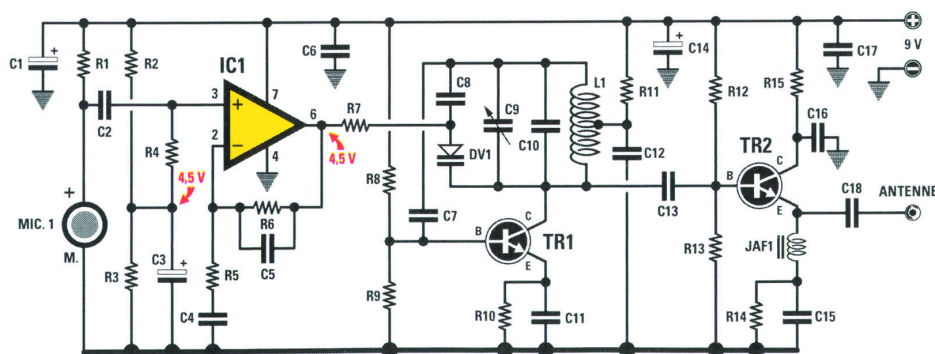 C1
+
R1
R2
C2
R4
4,5 V
+
MIC. 1
M.
R3
C3
+
IC1
3
+
2
−
7
4
6
4,5 V
R5
C4
R6
C5
C6
R7
R8
R9
C7
C8
DV1
C9
C10
L1
B
C
E
TR1
R10
C11
R11
C12
C13
C14
+
R12
R13
B
C
E
TR2
R15
C16
C17
+
9 V
−
C18
ANTENNE
JAF1
R14
C15